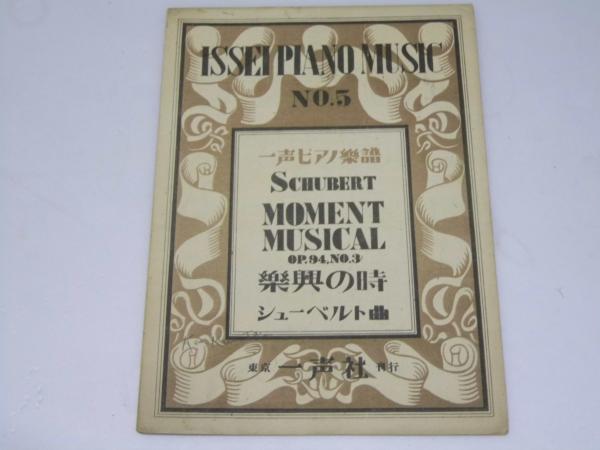 ISSEI PIANO MUSIC
NO.5
一声ピアノ樂譜
SCHUBERT
MOMENT
MUSICAL
OP.94,NO.3
樂興の時
シューベルト曲
東京 一声社 刊行